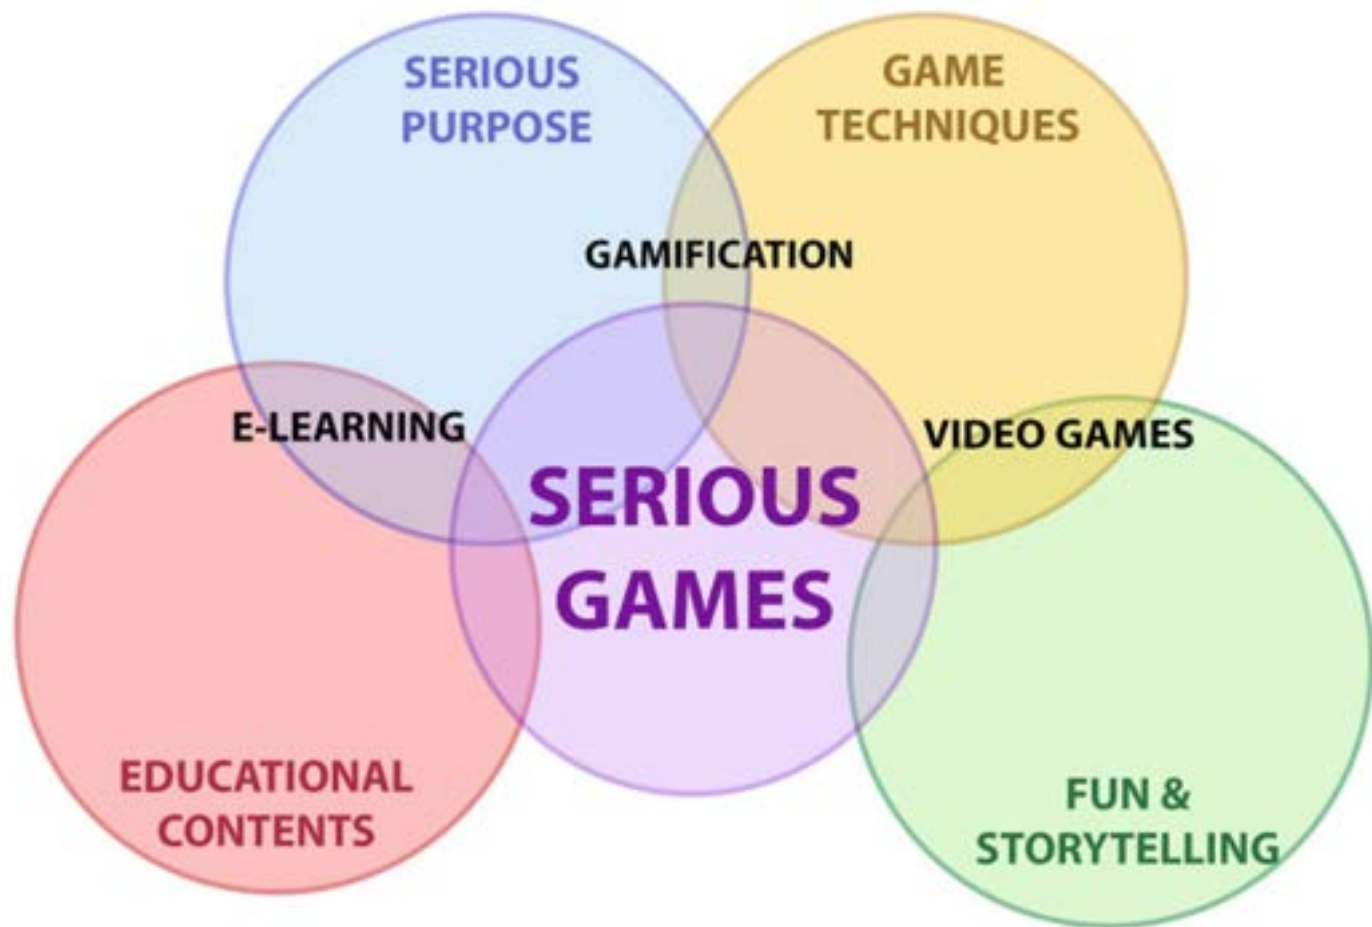 SERIOUS
PURPOSE
GAME
TECHNIQUES
GAMIFICATION
E-LEARNING
VIDEO GAMES
SERIOUS
GAMES
EDUCATIONAL
CONTENTS
FUN &
STORYTELLING